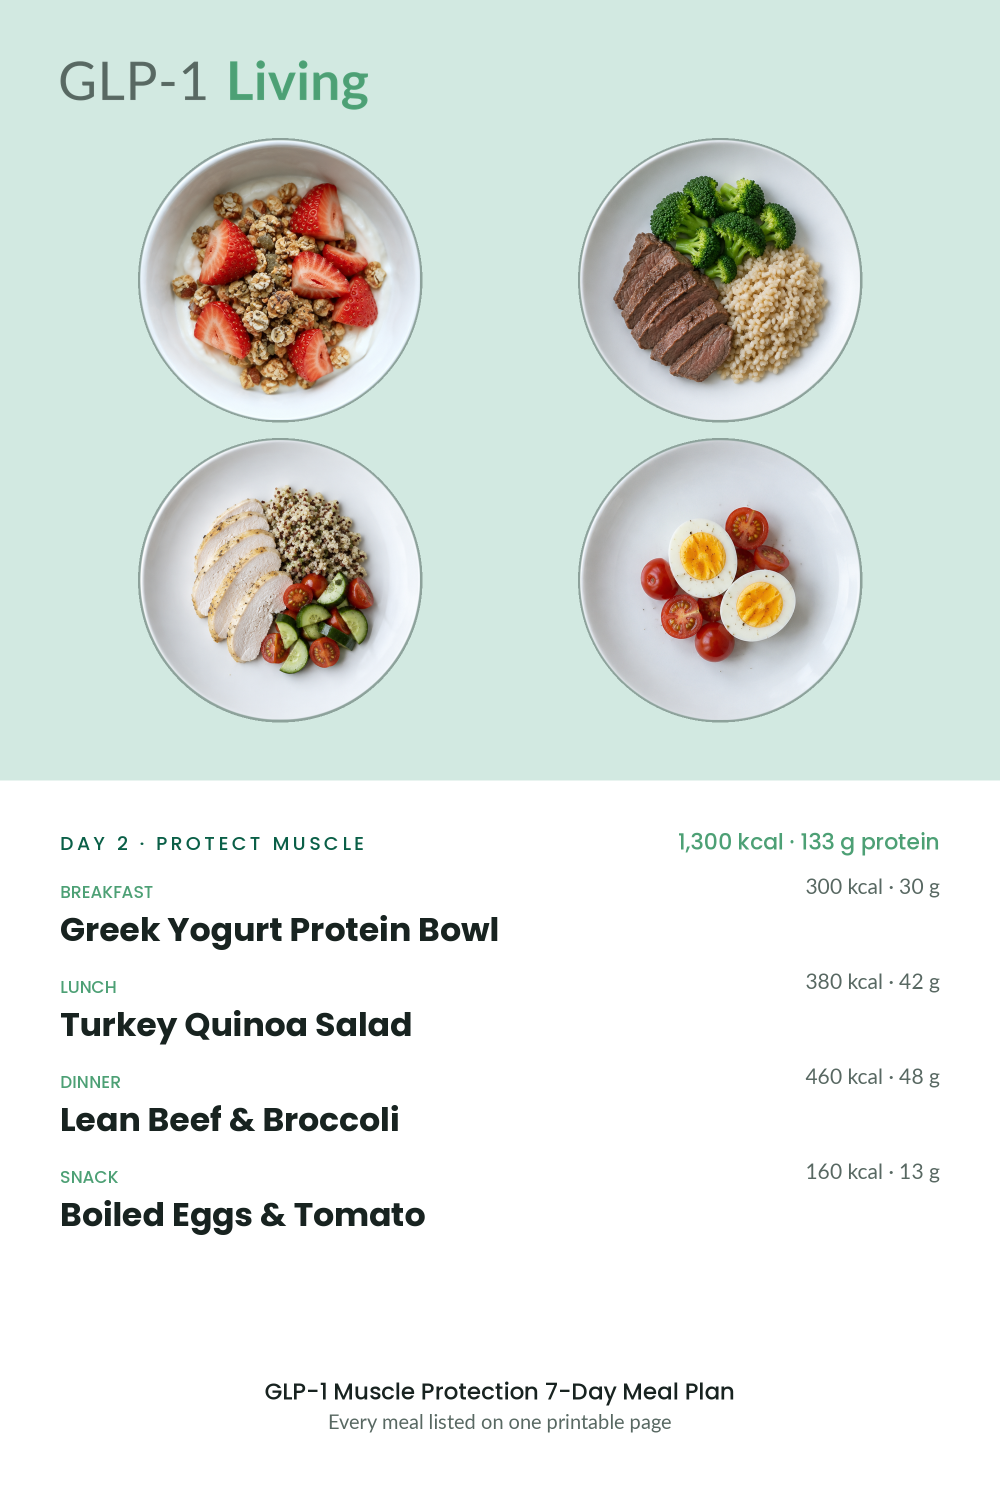 GLP-1 Living
DAY 2 · PROTECT MUSCLE
1,300 kcal · 133 g protein
BREAKFAST
300 kcal · 30 g
Greek Yogurt Protein Bowl
LUNCH
380 kcal · 42 g
Turkey Quinoa Salad
DINNER
460 kcal · 48 g
Lean Beef & Broccoli
SNACK
160 kcal · 13 g
Boiled Eggs & Tomato
GLP-1 Muscle Protection 7-Day Meal Plan
Every meal listed on one printable page